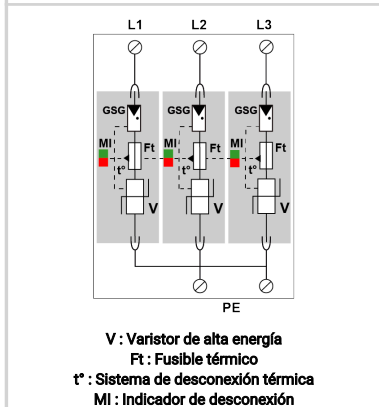 L1 L2 L3
GSG GSG GSG
MI Ft MI Ft MI Ft
t° t° t°
V V V
PE
V : Varistor de alta energía
Ft : Fusible térmico
t° : Sistema de desconexión térmica
MI : Indicador de desconexión